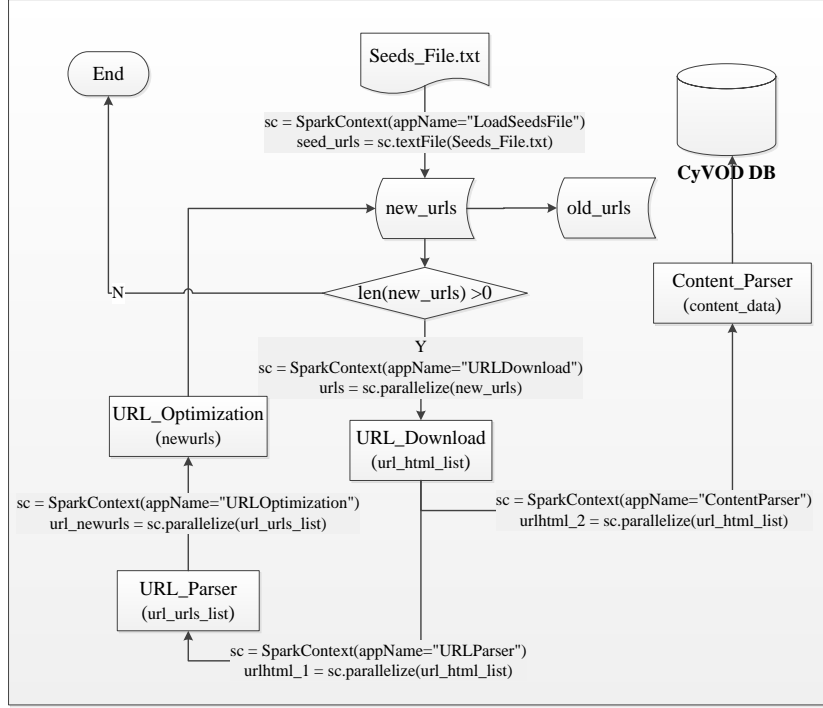 Seeds_File.txt
End
sc = SparkContext(appName="LoadSeedsFile")
seed_urls = sc.textFile(Seeds_File.txt)
CyVOD DB
new_urls
old_urls
N
len(new_urls) >0
Content_Parser
(content_data)
Y
sc = SparkContext(appName="URLDownload")
urls = sc.parallelize(new_urls)
URL_Optimization
(newurls)
URL_Download
(url_html_list)
sc = SparkContext(appName="URLOptimization")
url_newurls = sc.parallelize(url_urls_list)
sc = SparkContext(appName="ContentParser")
urlhtml_2 = sc.parallelize(url_html_list)
URL_Parser
(url_urls_list)
sc = SparkContext(appName="URLParser")
urlhtml_1 = sc.parallelize(url_html_list)